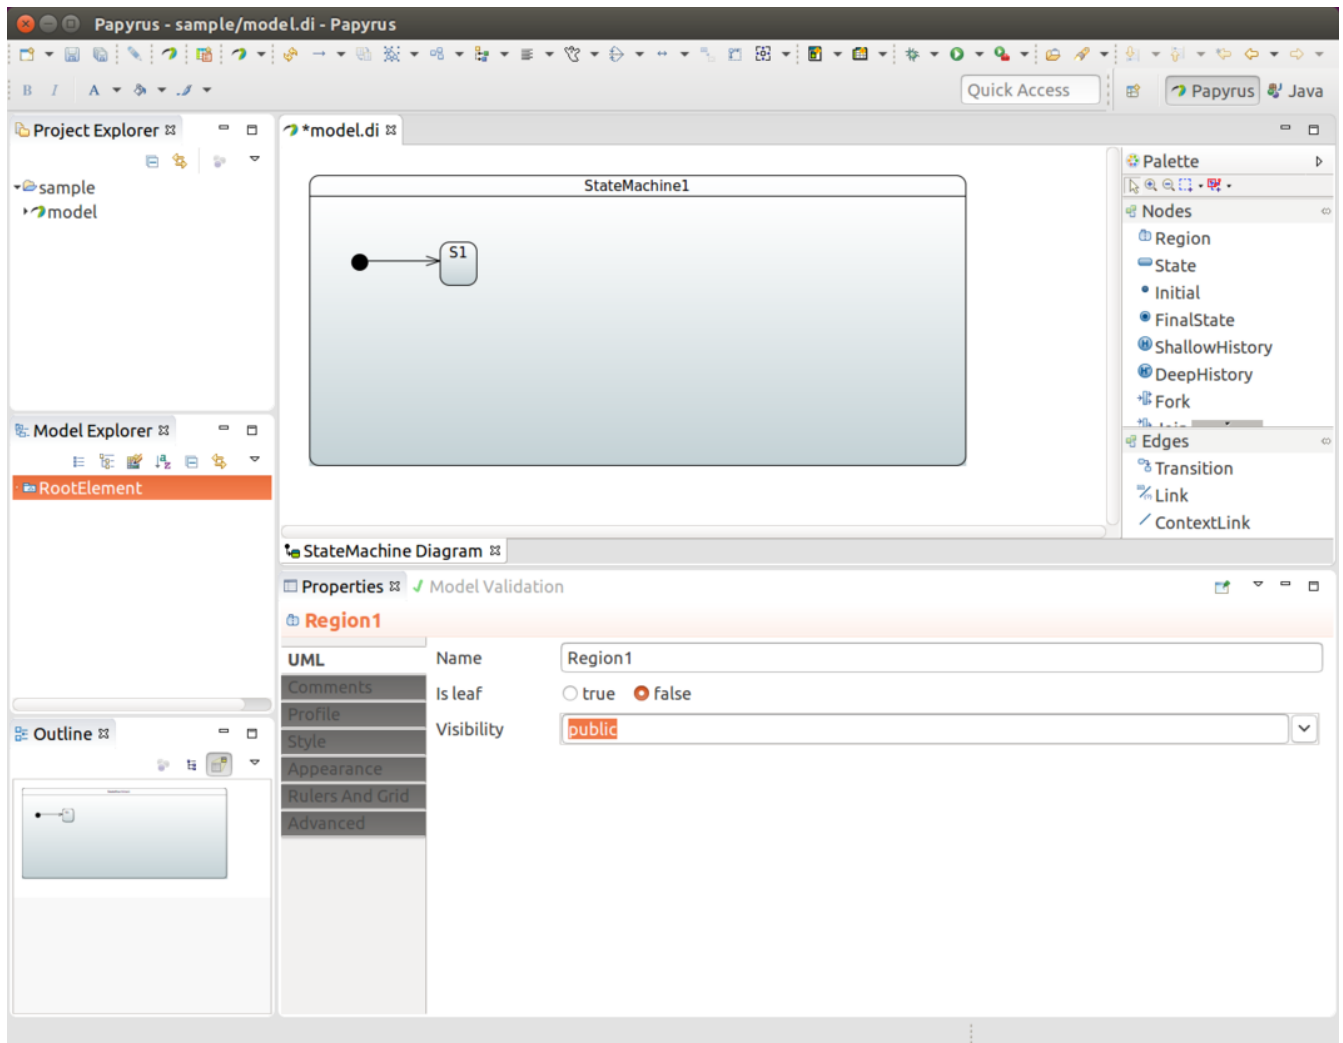 Papyrus - sample/model.di - Papyrus
B I A
Quick Access
Papyrus
Java
Project Explorer
sample
model
*model.di
StateMachine1
S1
Palette
Nodes
Region
State
Initial
FinalState
ShallowHistory
DeepHistory
Fork
Edges
Transition
Link
ContextLink
Model Explorer
RootElement
StateMachine Diagram
Properties
Model Validation
Region1
UML
Comments
Profile
Style
Appearance
Rulers And Grid
Advanced
Name
Region1
Is leaf
true
false
Visibility
public
Outline